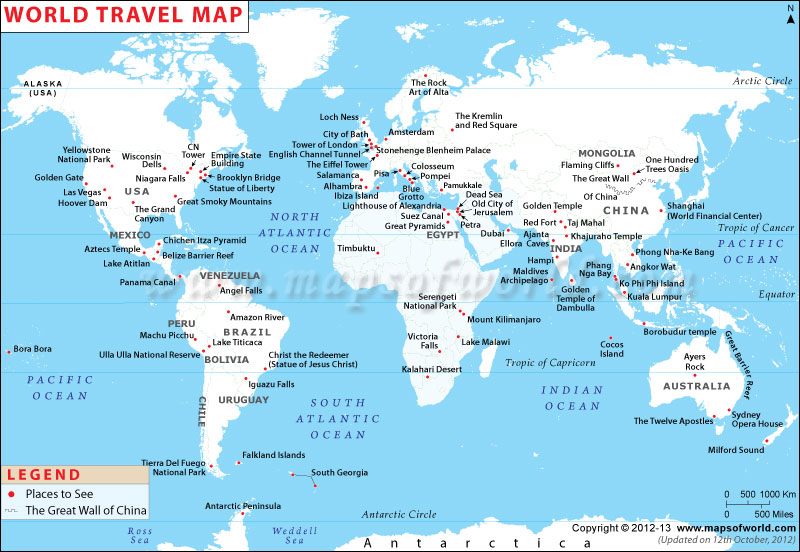 WORLD TRAVEL MAP
N
ALASKA
(USA)
Arctic Circle
The Rock
Art of Alta
Loch Ness
The Kremlin
and Red Square
City of Bath
Amsterdam
Tower of London
Stonehenge Blenheim Palace
English Channel Tunnel
The Eiffel Tower
Yellowstone
National Park
Wisconsin
Dells
CN
Tower
Empire State
Building
Niagara Falls
Brooklyn Bridge
Statue of Liberty
Golden Gate
Las Vegas
Hoover Dam
USA
The Grand
Canyon
Great Smoky Mountains
Salamanca
Pisa
Colosseum
Pompei
Alhambra
Blue
Grotto
Pamukkale
Ibiza Island
Dead Sea
Old City of
Jerusalem
Lighthouse of Alexandria
Suez Canal
Great Pyramids
Petra
EGYPT
Dubai
MONGOLIA
Flaming Cliffs
One Hundred
Trees Oasis
The Great Wall
Of China
CHINA
Shanghai
(World Financial Center)
Golden Temple
Red Fort
Taj Mahal
Khajuraho Temple
Ajanta
Ellora Caves
INDIA
Hampi
Maldives
Archipelago
Golden
Temple of
Dambulla
Tropic of Cancer
PACIFIC
OCEAN
Phong Nha-Ke Bang
Angkor Wat
Phang
Nga Bay
Ko Phi Phi Island
Kuala Lumpur
Equator
Borobudur temple
NORTH
ATLANTIC
OCEAN
MEXICO
Chichen Itza Pyramid
Aztecs Temple
Belize Barrier Reef
Lake Atitlan
Panama Canal
VENEZUELA
Angel Falls
Timbuktu
www.mapsofworld.com
Amazon River
PERU
BRAZIL
Machu Picchu
Lake Titicaca
Ulla Ulla National Reserve
BOLIVIA
Christ the Redeemer
(Statue of Jesus Christ)
Bora Bora
Iguazu Falls
URUGUAY
CHILE
PACIFIC
OCEAN
SOUTH
ATLANTIC
OCEAN
Serengeti
National Park
Mount Kilimanjaro
Victoria
Falls
Lake Malawi
Kalahari Desert
Tropic of Capricorn
INDIAN
OCEAN
Cocos
Island
Great Barrier Reef
Ayers
Rock
AUSTRALIA
The Twelve Apostles
Sydney
Opera House
Milford Sound
Tierra Del Fuego
National Park
Falkland Islands
South Georgia
Antarctic Peninsula
Antarctic Circle
Ross
Sea
Weddell
Sea
Antarctica
LEGEND
Places to See
The Great Wall of China
0 500 1000 Km
0 500 Miles
Copyright © 2012-13 www.mapsofworld.com
(Updated on 12th October, 2012)